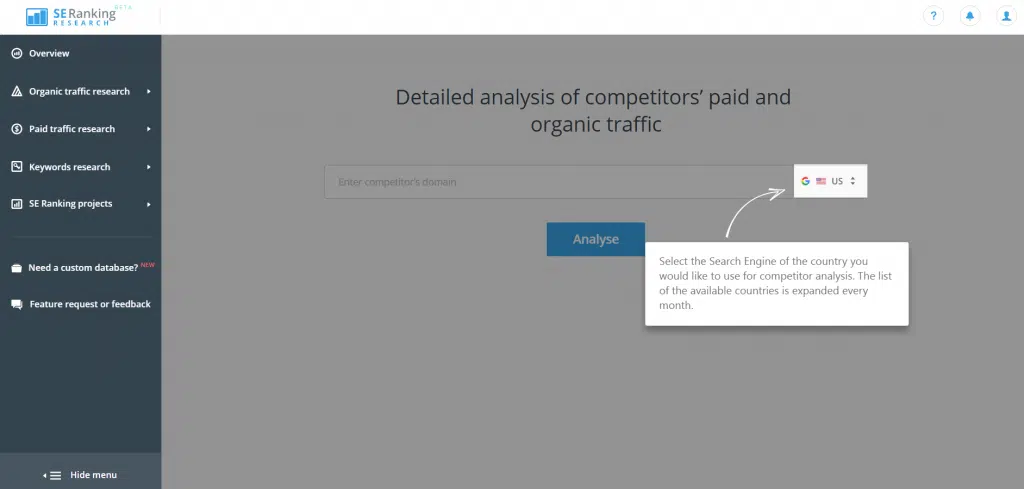 BETA
SE Ranking
RESEARCH
?
Overview
Organic traffic research
Paid traffic research
Keywords research
SE Ranking projects
Need a custom database? NEW
Feature request or feedback
Hide menu
Detailed analysis of competitors' paid and
organic traffic
Enter competitor's domain
US
Analyse
Select the Search Engine of the country you
would like to use for competitor analysis. The list
of the available countries is expanded every
month.